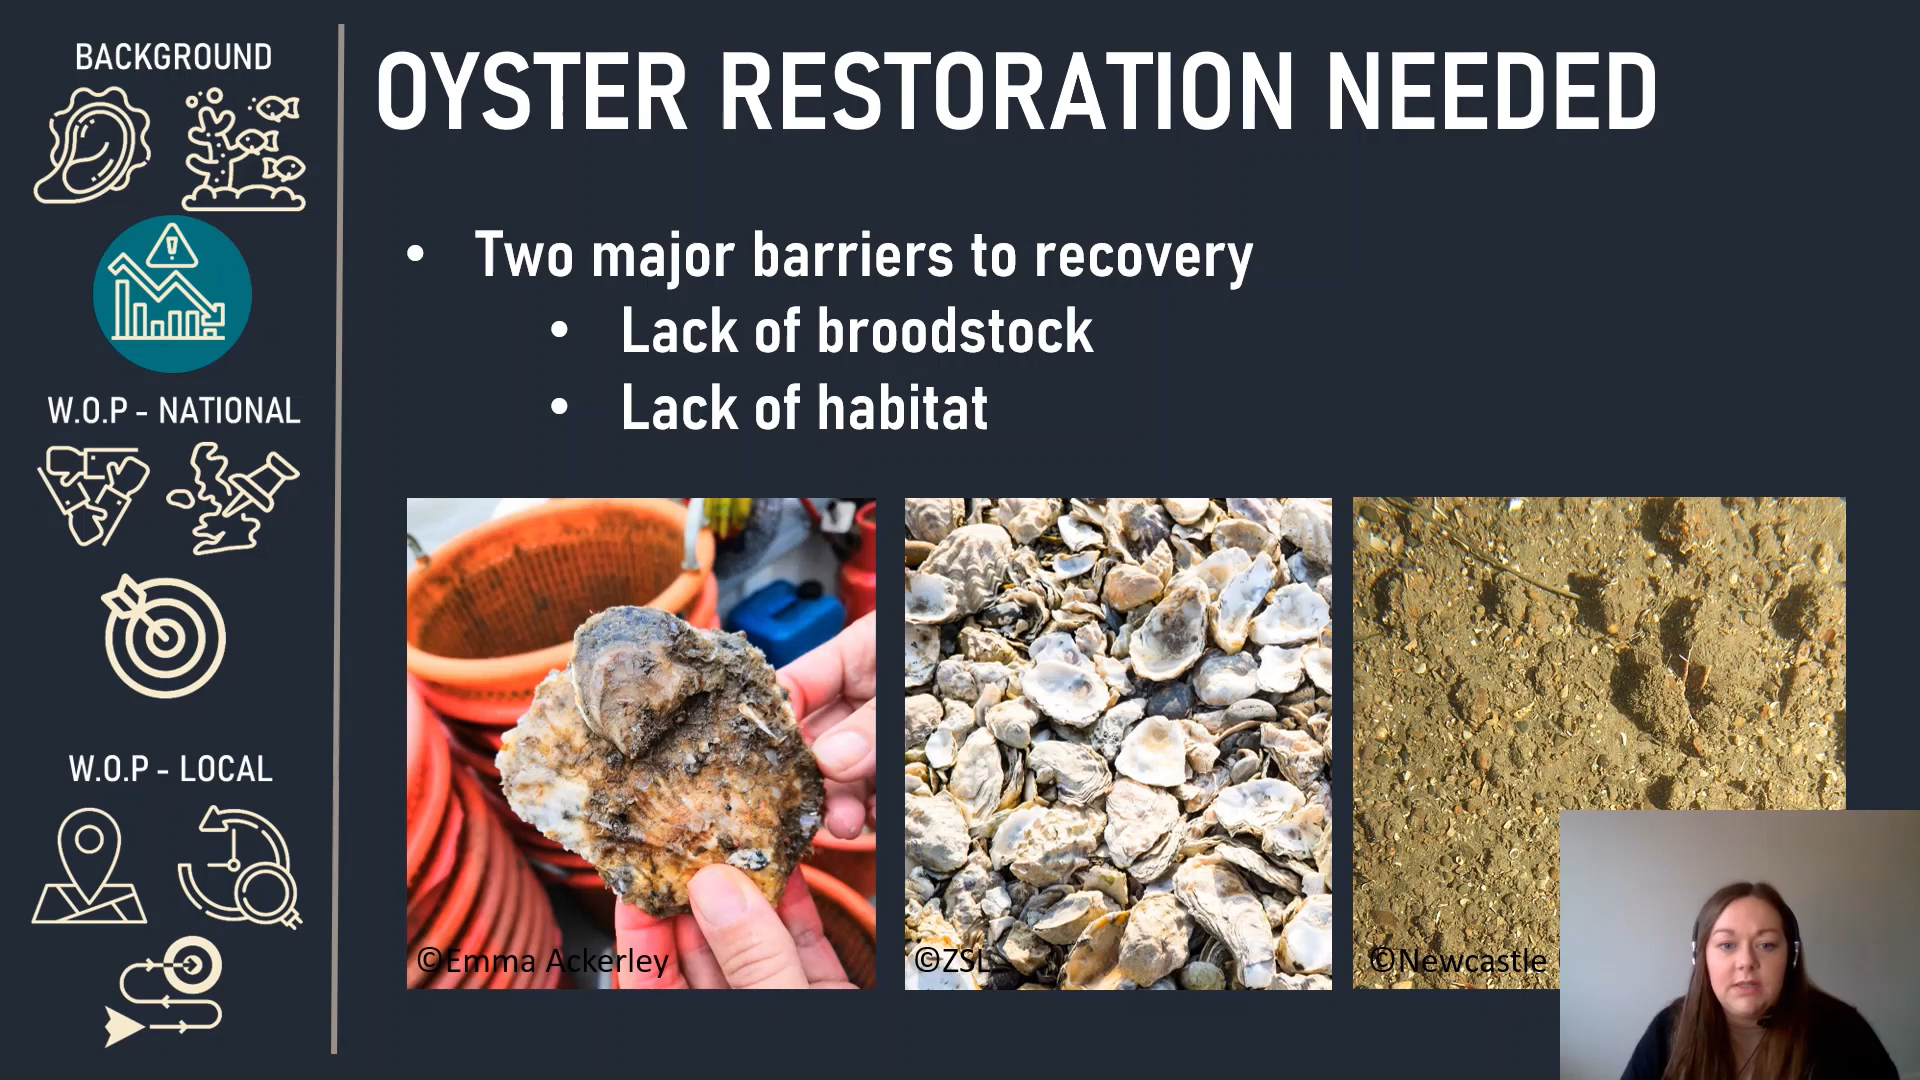 BACKGROUND
W.O.P - NATIONAL
W.O.P - LOCAL
OYSTER RESTORATION NEEDED
• Two major barriers to recovery
• Lack of broodstock
• Lack of habitat
©Emma Ackerley
©ZSL
©Newcastle